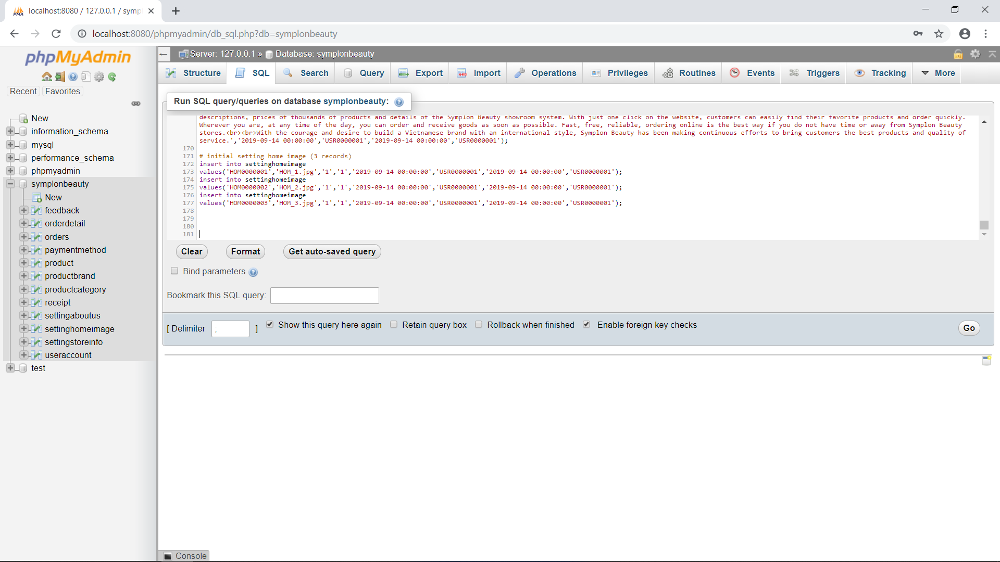 localhost:8080 / 127.0.0.1 / symp
localhost:8080/phpmyadmin/db_sql.php?db=symplonbeauty
phpMyAdmin
Recent Favorites
New
information_schema
mysql
performance_schema
phpmyadmin
symplonbeauty
New
feedback
orderdetail
orders
paymentmethod
product
productbrand
productcategory
receipt
settingaboutus
settinghomeimage
settingstoreinfo
useraccount
test
Server: 127.0.0.1 » Database: symplonbeauty
Structure SQL Search Query Export Import Operations Privileges Routines Events Triggers Tracking More
Run SQL query/queries on database symplonbeauty:
descriptions, prices of thousands of products and details of the Symplon Beauty showroom system. With just one click on the website, customers can easily find their favorite products and order quickly.
Wherever you are, at any time of the day, you can order and receive goods as soon as possible. Fast, free, reliable, ordering online is the best way if you do not have time or away from Symplon Beauty
stores.<br><br>With the courage and desire to build a Vietnamese brand with an international style, Symplon Beauty has been making continuous efforts to bring customers the best products and quality of
service.','2019-09-14 00:00:00','USR0000001','2019-09-14 00:00:00','USR0000001');
170
171 # initial setting home image (3 records)
172 insert into settinghomeimage
173 values('HOM0000001','HOM_1.jpg','1','1','2019-09-14 00:00:00','USR0000001','2019-09-14 00:00:00','USR0000001');
174 insert into settinghomeimage
175 values('HOM0000002','HOM_2.jpg','1','1','2019-09-14 00:00:00','USR0000001','2019-09-14 00:00:00','USR0000001');
176 insert into settinghomeimage
177 values('HOM0000003','HOM_3.jpg','1','1','2019-09-14 00:00:00','USR0000001','2019-09-14 00:00:00','USR0000001');
178
179
180
181
Clear Format Get auto-saved query
Bind parameters
Bookmark this SQL query:
[ Delimiter ; ] Show this query here again Retain query box Rollback when finished Enable foreign key checks Go
Console